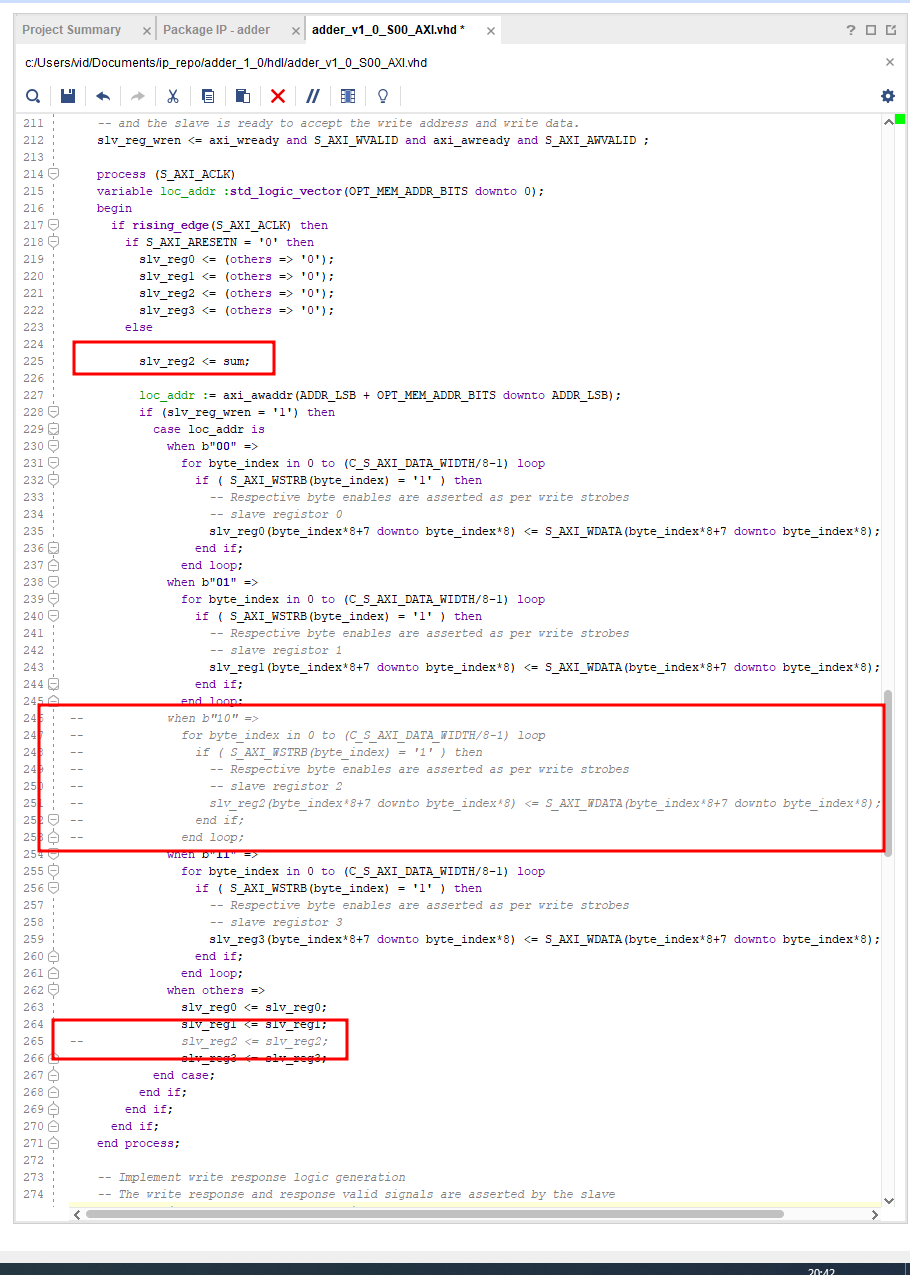 Project Summary × Package IP - adder × adder_v1_0_S00_AXI.vhd * ×
c:/Users/vid/Documents/ip_repo/adder_1_0/hdl/adder_v1_0_S00_AXI.vhd
211 -- and the slave is ready to accept the write address and write data.
212 slv_reg_wren <= axi_wready and S_AXI_WVALID and axi_awready and S_AXI_AWVALID ;
213
214 process (S_AXI_ACLK)
215 variable loc_addr :std_logic_vector(OPT_MEM_ADDR_BITS downto 0);
216 begin
217 if rising_edge(S_AXI_ACLK) then
218 if S_AXI_ARESETN = '0' then
219 slv_reg0 <= (others => '0');
220 slv_reg1 <= (others => '0');
221 slv_reg2 <= (others => '0');
222 slv_reg3 <= (others => '0');
223 else
224
225 slv_reg2 <= sum;
226
227 loc_addr := axi_awaddr(ADDR_LSB + OPT_MEM_ADDR_BITS downto ADDR_LSB);
228 if (slv_reg_wren = '1') then
229 case loc_addr is
230 when b"00" =>
231 for byte_index in 0 to (C_S_AXI_DATA_WIDTH/8-1) loop
232 if ( S_AXI_WSTRB(byte_index) = '1' ) then
233 -- Respective byte enables are asserted as per write strobes
234 -- slave registor 0
235 slv_reg0(byte_index*8+7 downto byte_index*8) <= S_AXI_WDATA(byte_index*8+7 downto byte_index*8);
236 end if;
237 end loop;
238 when b"01" =>
239 for byte_index in 0 to (C_S_AXI_DATA_WIDTH/8-1) loop
240 if ( S_AXI_WSTRB(byte_index) = '1' ) then
241 -- Respective byte enables are asserted as per write strobes
242 -- slave registor 1
243 slv_reg1(byte_index*8+7 downto byte_index*8) <= S_AXI_WDATA(byte_index*8+7 downto byte_index*8);
244 end if;
245 end loop;
246 -- when b"10" =>
247 -- for byte_index in 0 to (C_S_AXI_DATA_WIDTH/8-1) loop
248 -- if ( S_AXI_WSTRB(byte_index) = '1' ) then
249 -- -- Respective byte enables are asserted as per write strobes
250 -- -- slave registor 2
251 -- slv_reg2(byte_index*8+7 downto byte_index*8) <= S_AXI_WDATA(byte_index*8+7 downto byte_index*8);
252 -- end if;
253 -- end loop;
254 when b"11" =>
255 for byte_index in 0 to (C_S_AXI_DATA_WIDTH/8-1) loop
256 if ( S_AXI_WSTRB(byte_index) = '1' ) then
257 -- Respective byte enables are asserted as per write strobes
258 -- slave registor 3
259 slv_reg3(byte_index*8+7 downto byte_index*8) <= S_AXI_WDATA(byte_index*8+7 downto byte_index*8);
260 end if;
261 end loop;
262 when others =>
263 slv_reg0 <= slv_reg0;
264 slv_reg1 <= slv_reg1;
265 -- slv_reg2 <= slv_reg2;
266 slv_reg3 <= slv_reg3;
267 end case;
268 end if;
269 end if;
270 end if;
271 end process;
272
273 -- Implement write response logic generation
274 -- The write response and response valid signals are asserted by the slave
20:42